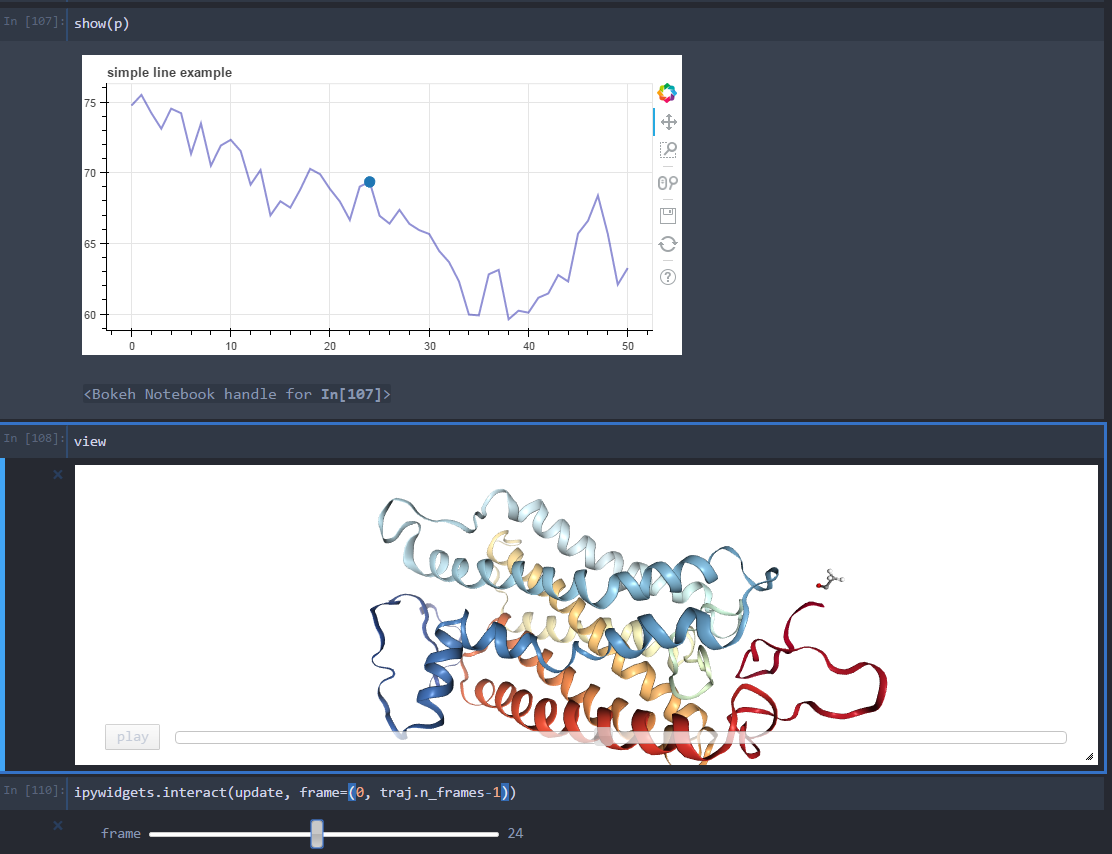 In [107]:
show(p)
simple line example
75
70
65
60
0 10 20 30 40 50
?
<Bokeh Notebook handle for In[107]>
In [108]:
view
play
In [110]:
ipywidgets.interact(update, frame=(0, traj.n_frames-1))
frame 24